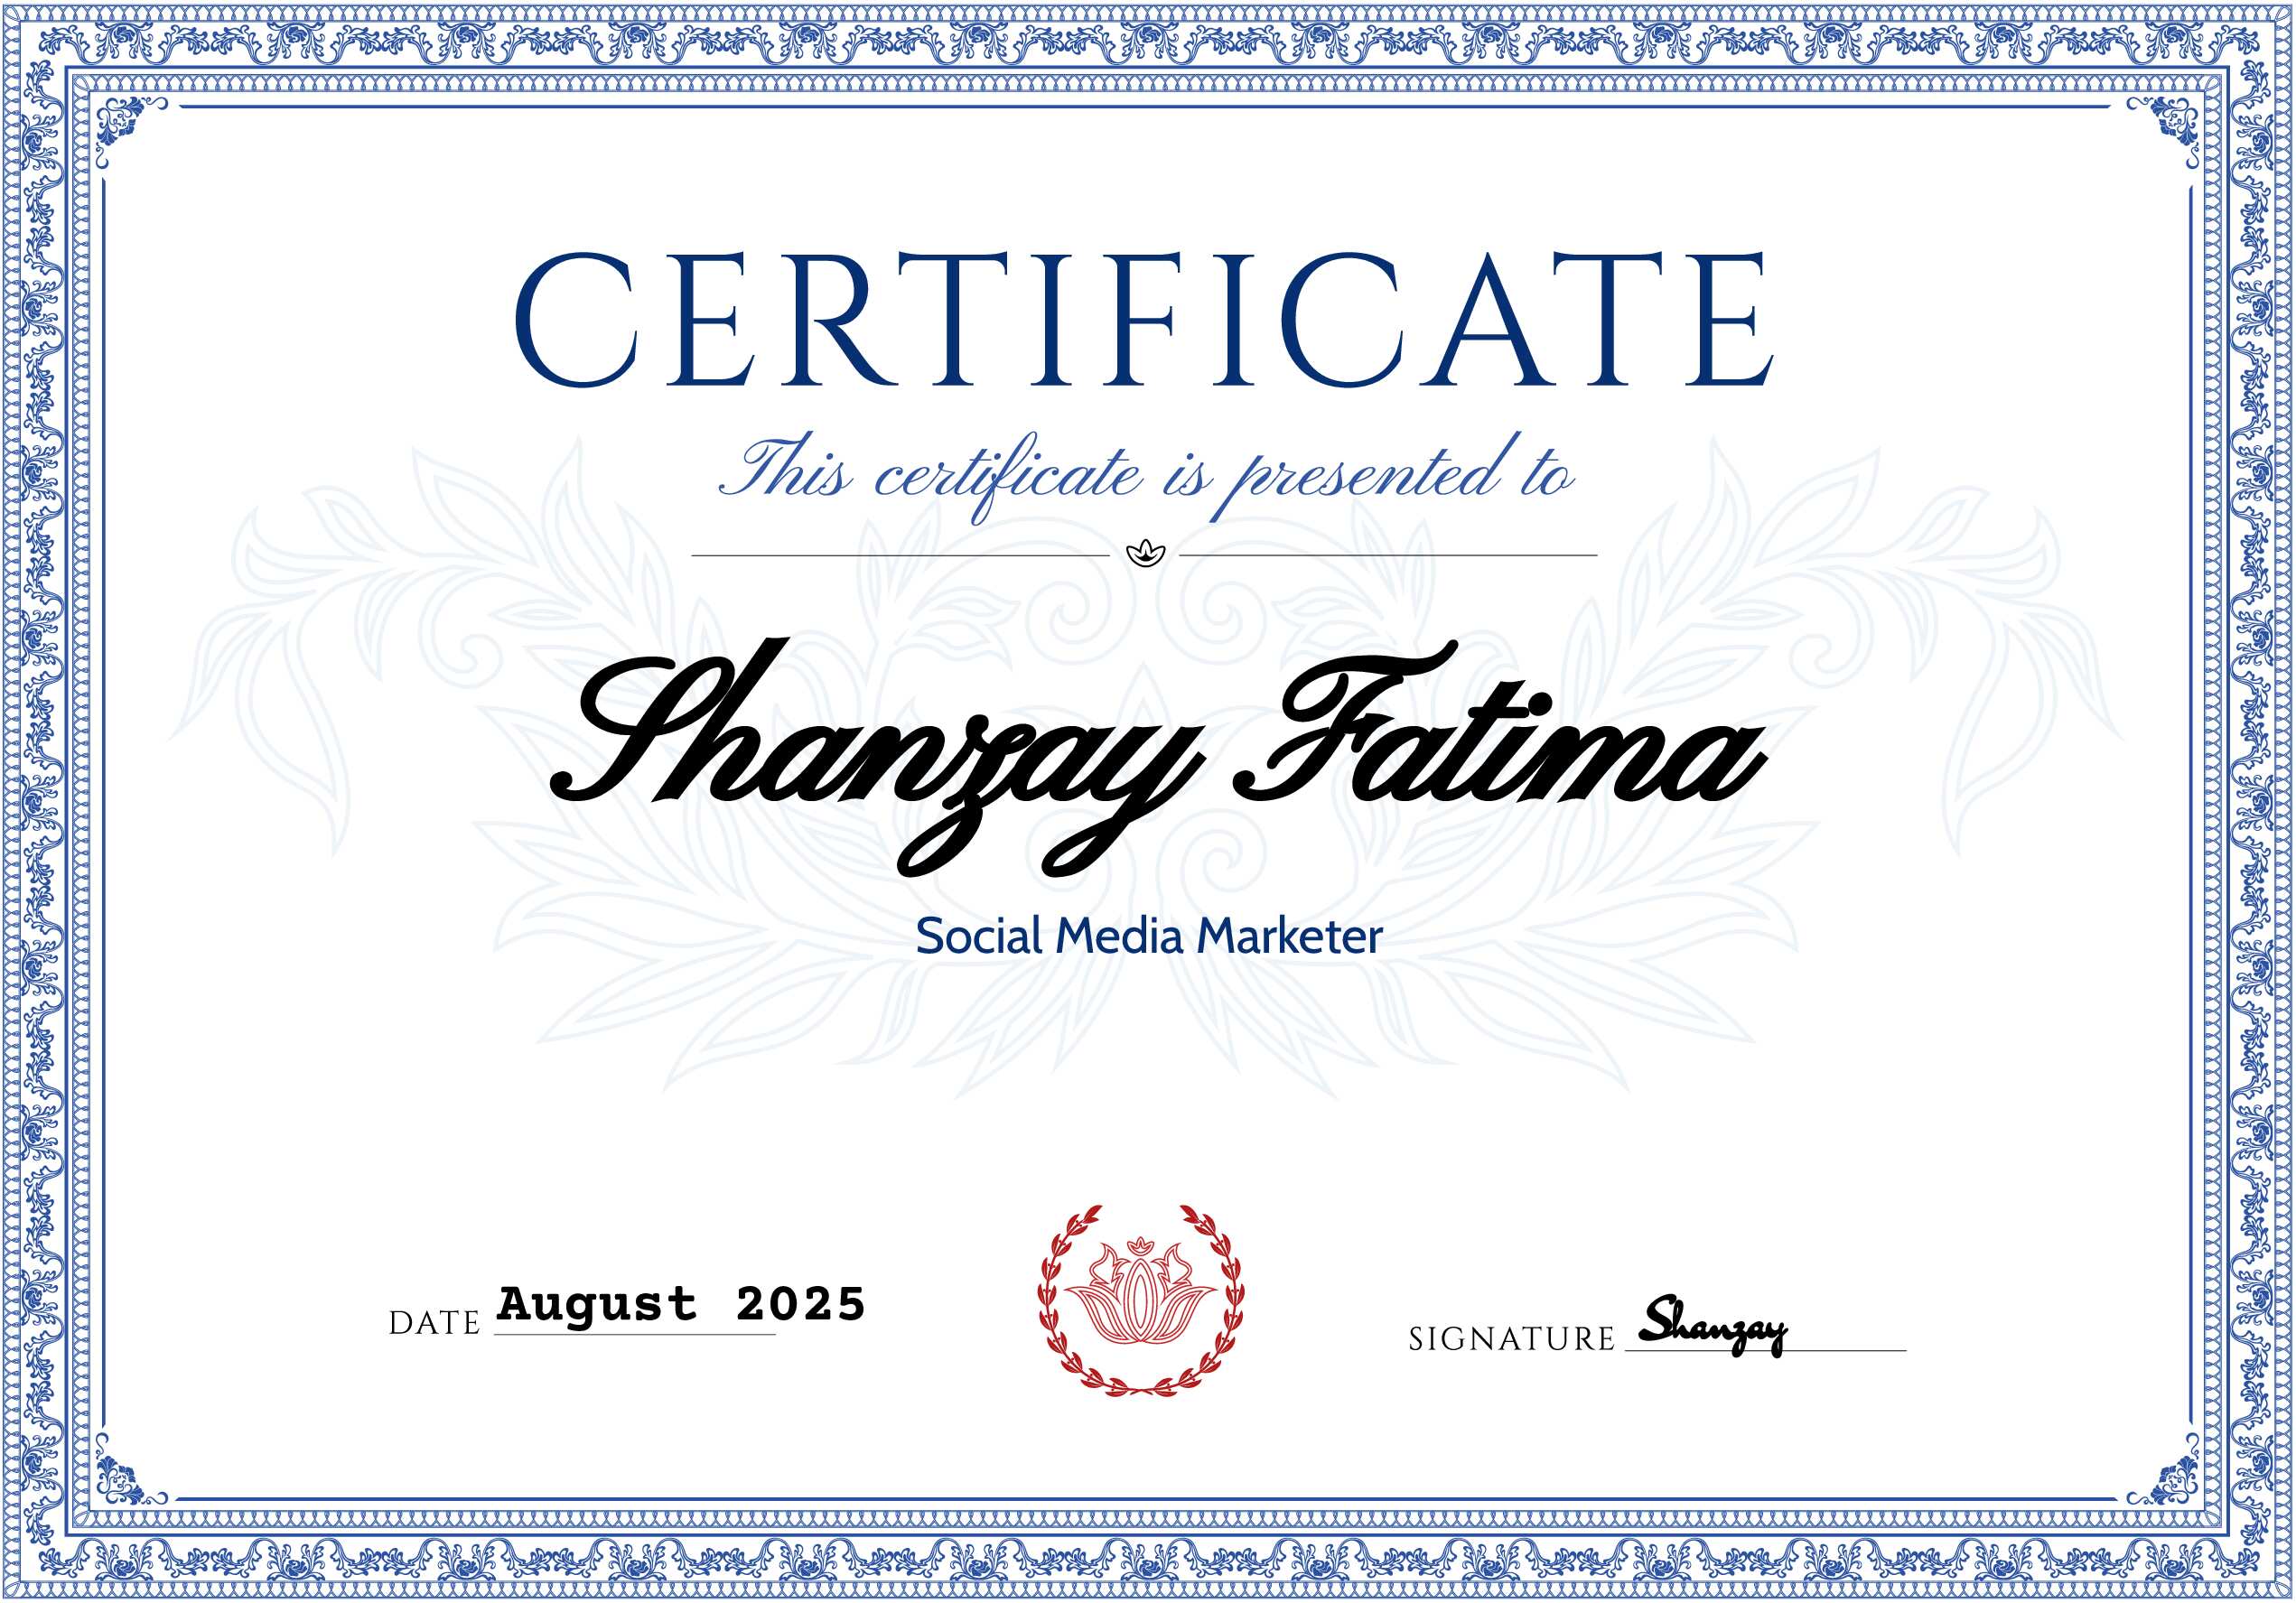 CERTIFICATE
This certificate is presented to
Shanzay Fatima
Social Media Marketer
DATE August 2025
SIGNATURE Shanzay